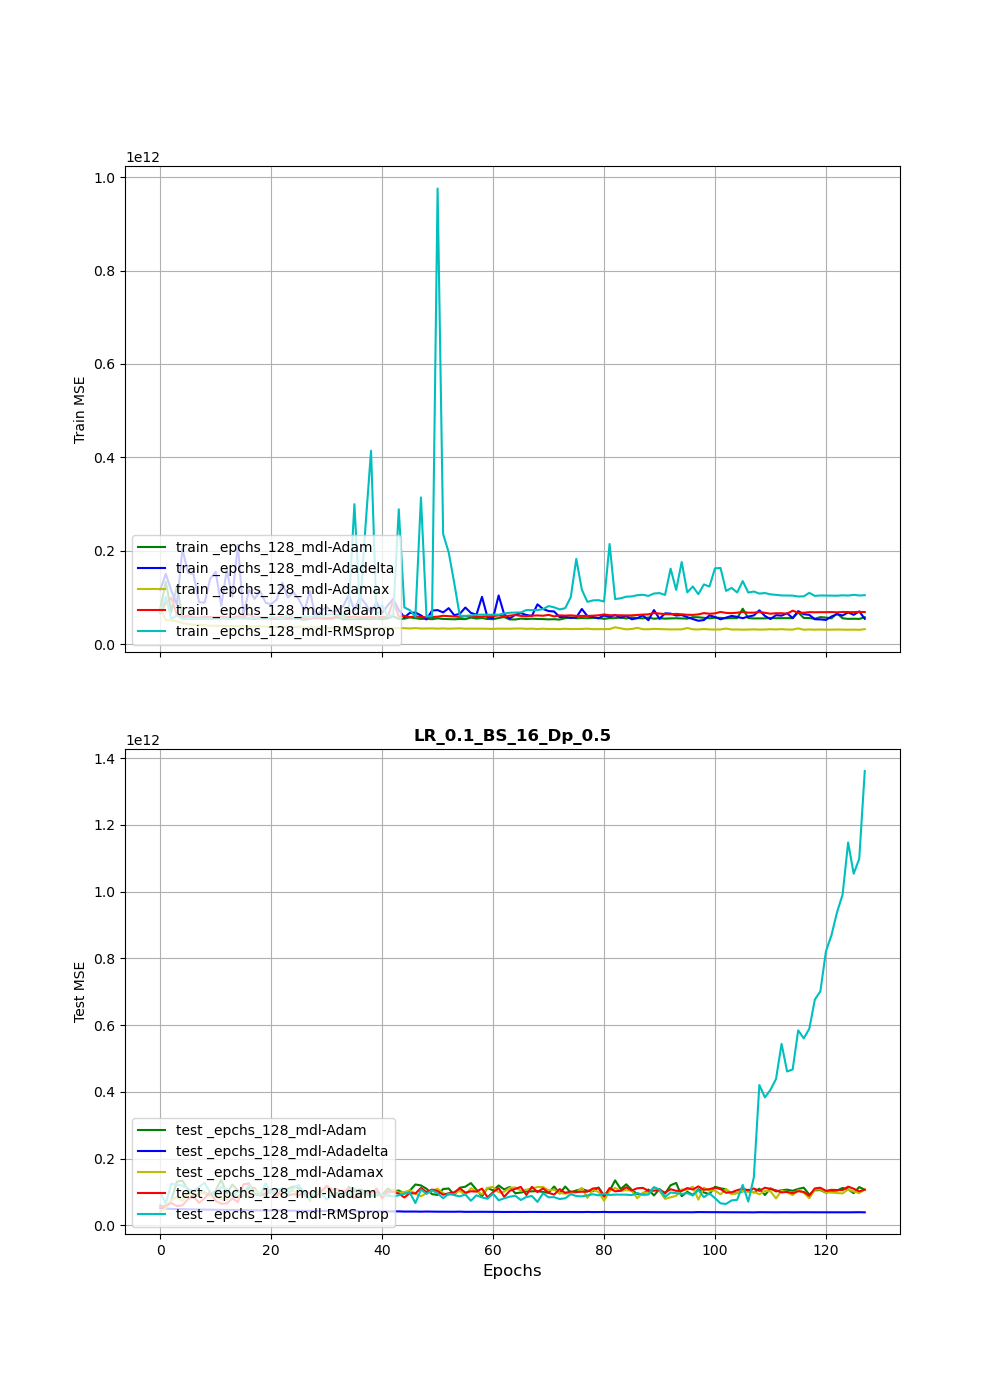 1e12
1.0
0.8
0.6
0.4
0.2
0.0
Train MSE
train _epchs_128_mdl-Adam
train _epchs_128_mdl-Adadelta
train _epchs_128_mdl-Adamax
train _epchs_128_mdl-Nadam
train _epchs_128_mdl-RMSprop
LR_0.1_BS_16_Dp_0.5
1e12
1.4
1.2
1.0
0.8
0.6
0.4
0.2
0.0
Test MSE
test _epchs_128_mdl-Adam
test _epchs_128_mdl-Adadelta
test _epchs_128_mdl-Adamax
test _epchs_128_mdl-Nadam
test _epchs_128_mdl-RMSprop
0 20 40 60 80 100 120
Epochs